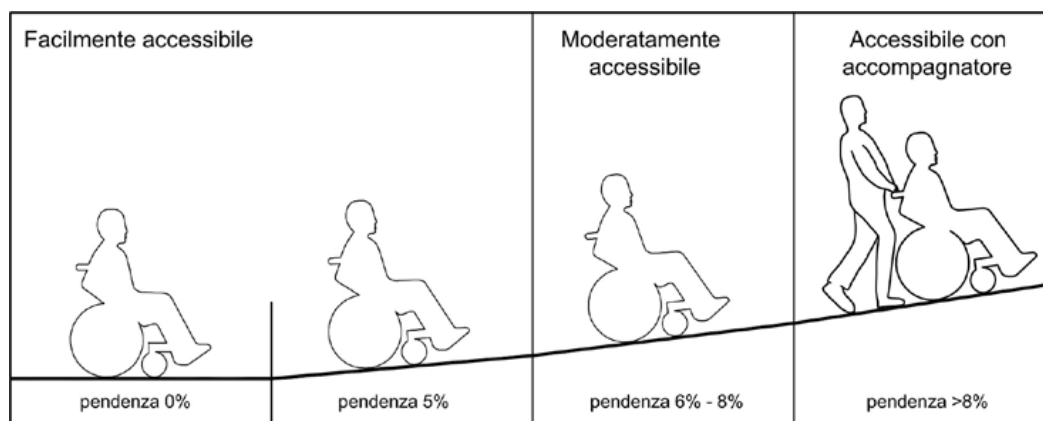 Facilmente accessibile
Moderatamente
accessibile
Accessibile con
accompagnatore
pendenza 0%
pendenza 5%
pendenza 6% - 8%
pendenza >8%